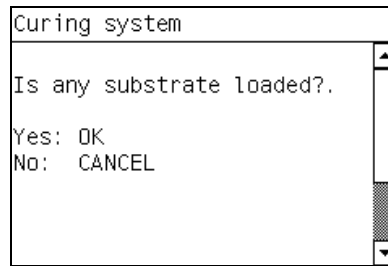 Curing system
Is any substrate loaded?.
Yes: OK
No: CANCEL